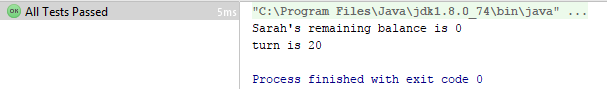 OK All Tests Passed 5ms
"C:\Program Files\Java\jdk1.8.0_74\bin\java" ...
Sarah's remaining balance is 0
turn is 20
Process finished with exit code 0